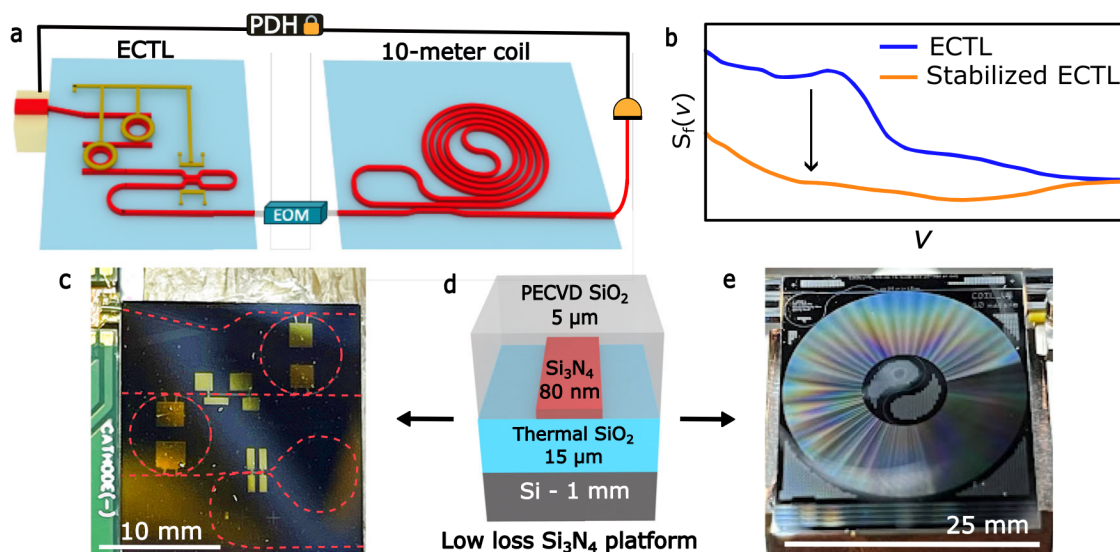 a
PDH
ECTL
10-meter coil
EOM
b
ECTL
Stabilized ECTL
S_f(ν)
ν
c
CATHODE(-)
10 mm
d
PECVD SiO₂
5 μm
Si₃N₄
80 nm
Thermal SiO₂
15 μm
Si - 1 mm
Low loss Si₃N₄ platform
e
25 mm